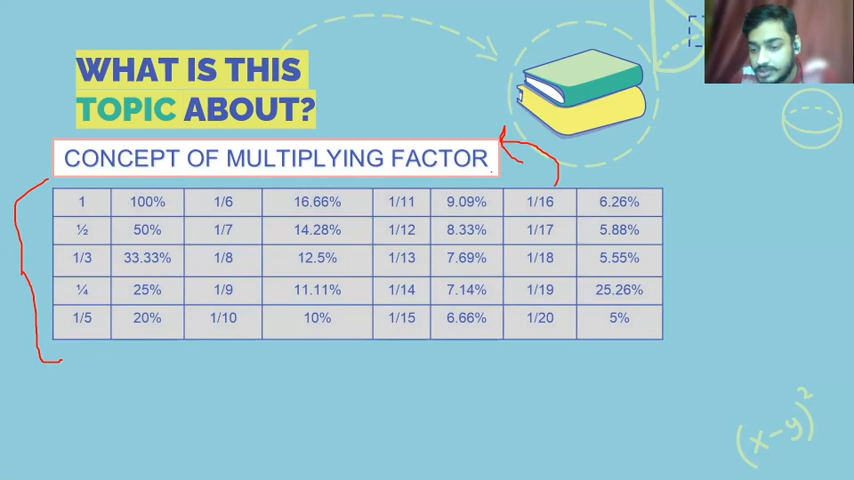 WHAT IS THIS
TOPIC ABOUT?
CONCEPT OF MULTIPLYING FACTOR
1 100% 1/6 16.66% 1/11 9.09% 1/16 6.26%
½ 50% 1/7 14.28% 1/12 8.33% 1/17 5.88%
1/3 33.33% 1/8 12.5% 1/13 7.69% 1/18 5.55%
¼ 25% 1/9 11.11% 1/14 7.14% 1/19 25.26%
1/5 20% 1/10 10% 1/15 6.66% 1/20 5%
(x-y)²